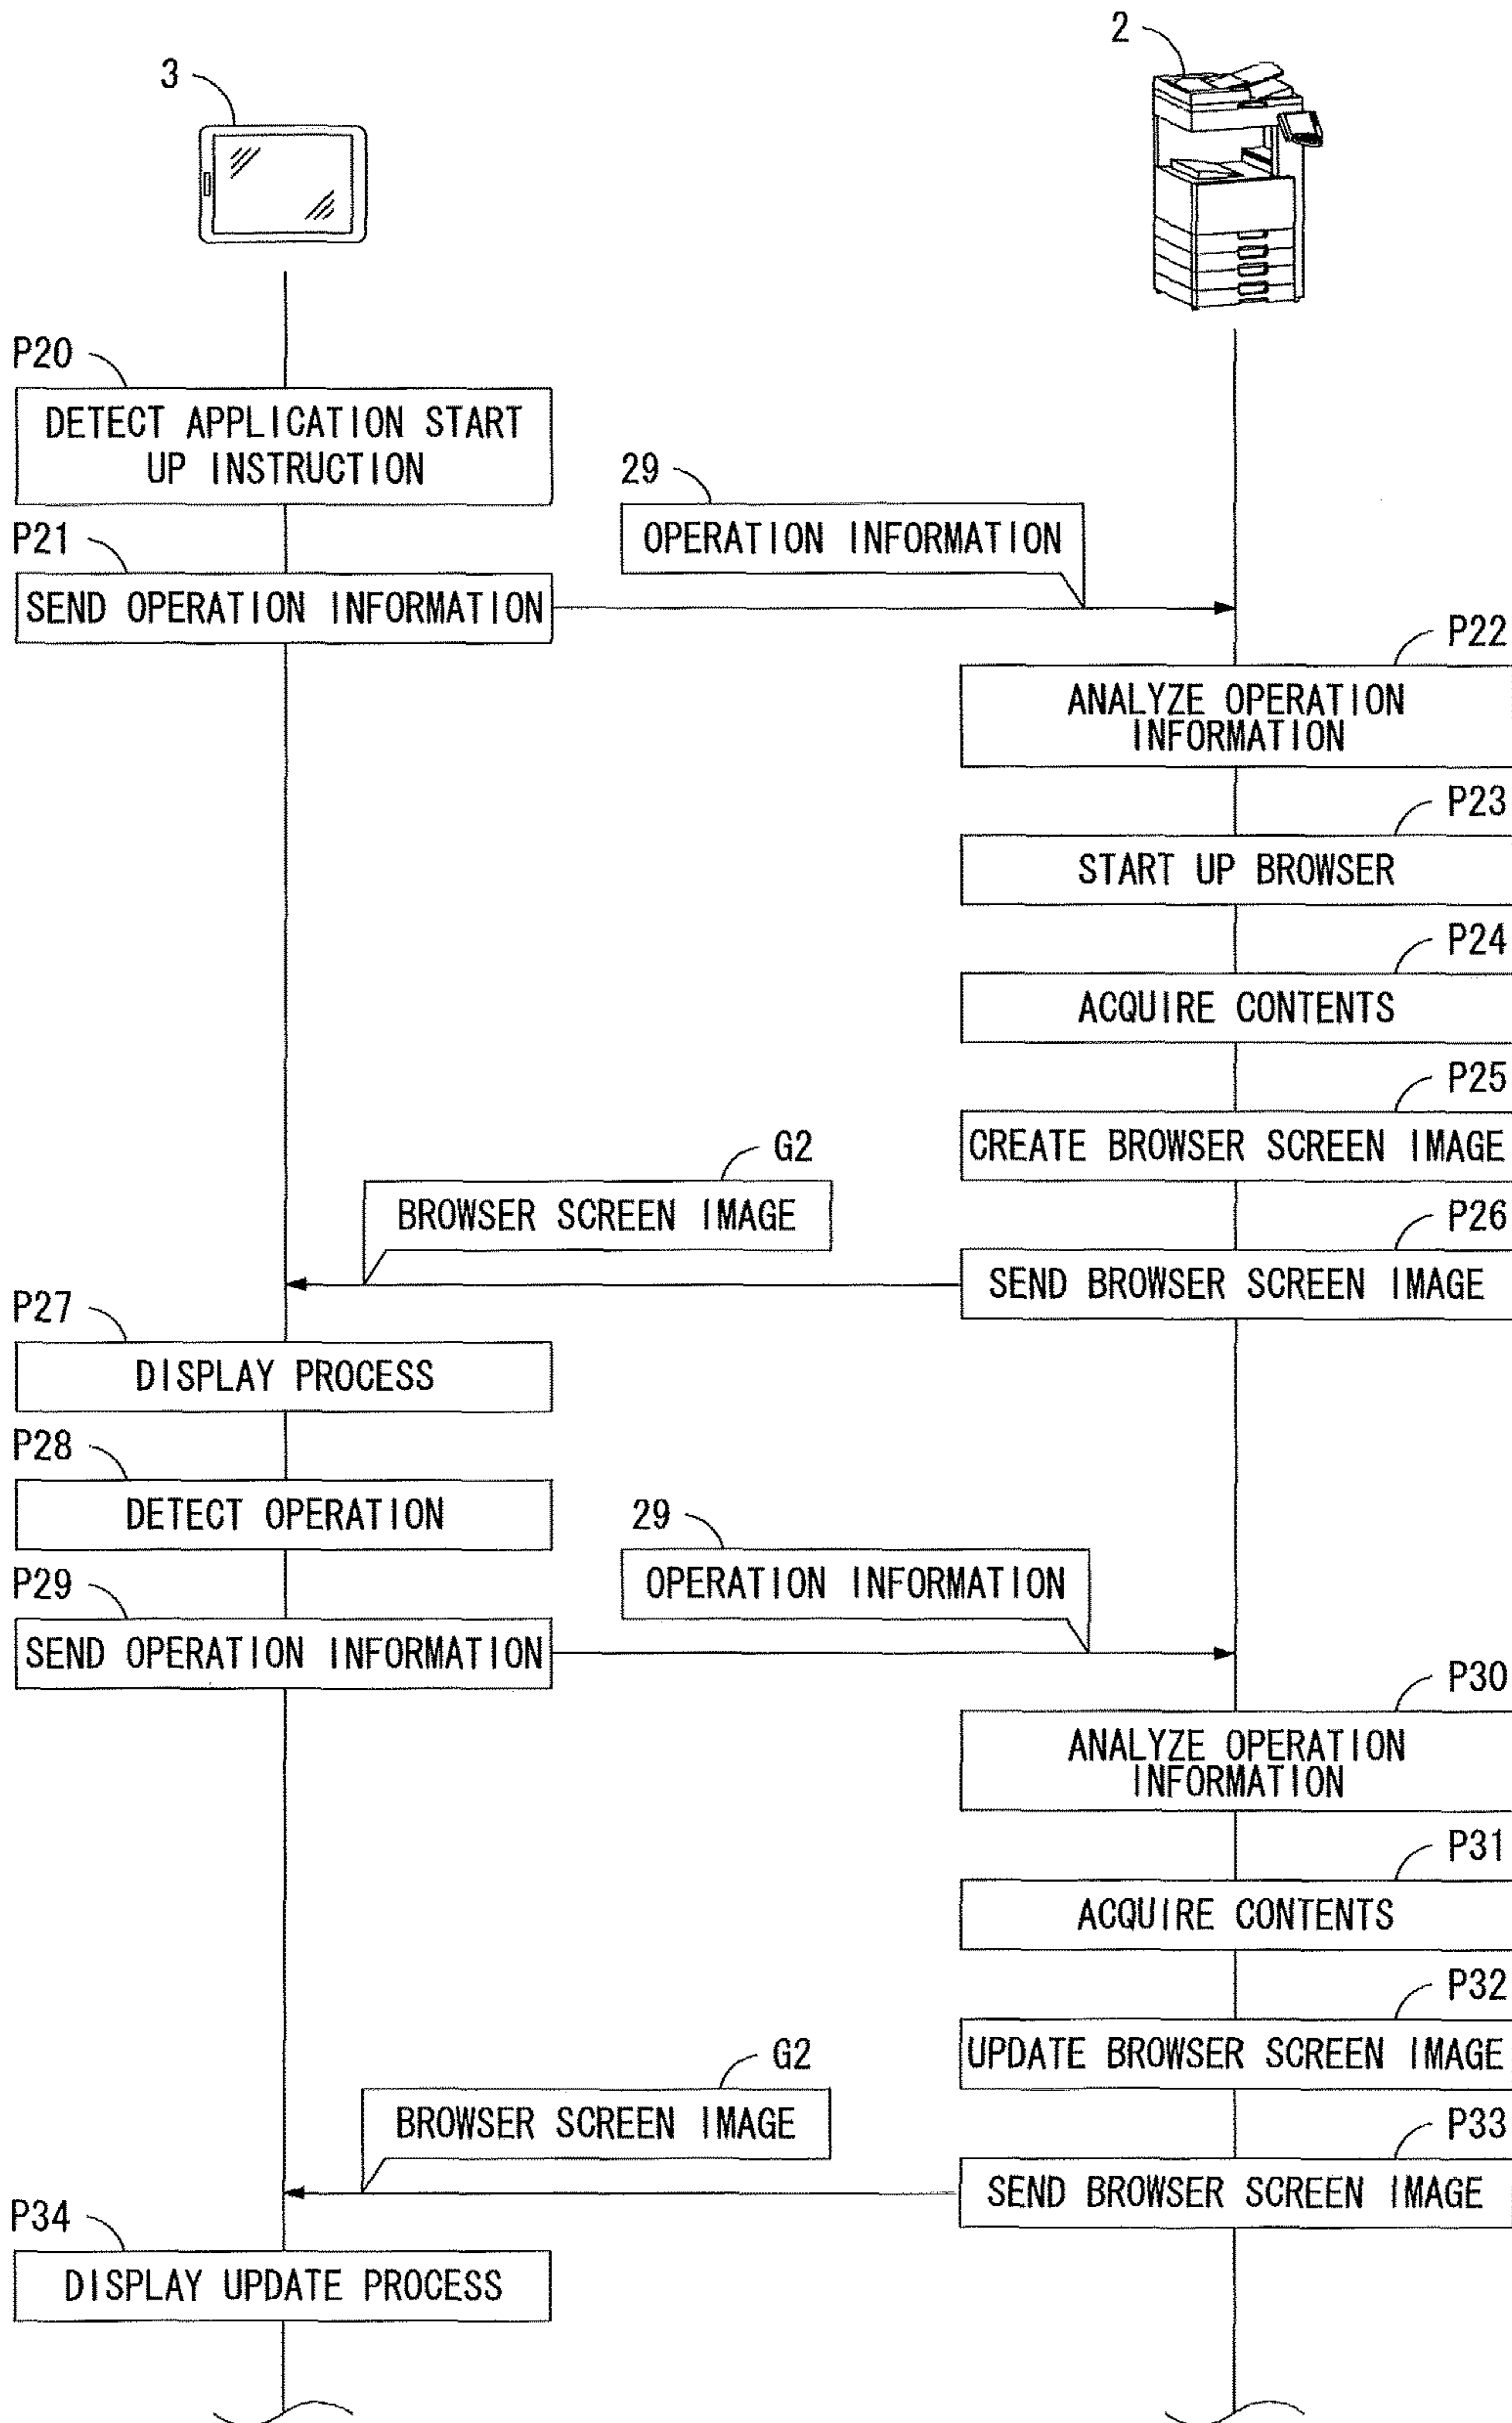 2
3
P20
DETECT APPLICATION START
UP INSTRUCTION
29
OPERATION INFORMATION
P21
SEND OPERATION INFORMATION
P22
ANALYZE OPERATION
INFORMATION
P23
START UP BROWSER
P24
ACQUIRE CONTENTS
P25
CREATE BROWSER SCREEN IMAGE
G2
BROWSER SCREEN IMAGE
P26
SEND BROWSER SCREEN IMAGE
P27
DISPLAY PROCESS
P28
DETECT OPERATION
29
OPERATION INFORMATION
P29
SEND OPERATION INFORMATION
P30
ANALYZE OPERATION
INFORMATION
P31
ACQUIRE CONTENTS
P32
UPDATE BROWSER SCREEN IMAGE
G2
BROWSER SCREEN IMAGE
P33
SEND BROWSER SCREEN IMAGE
P34
DISPLAY UPDATE PROCESS